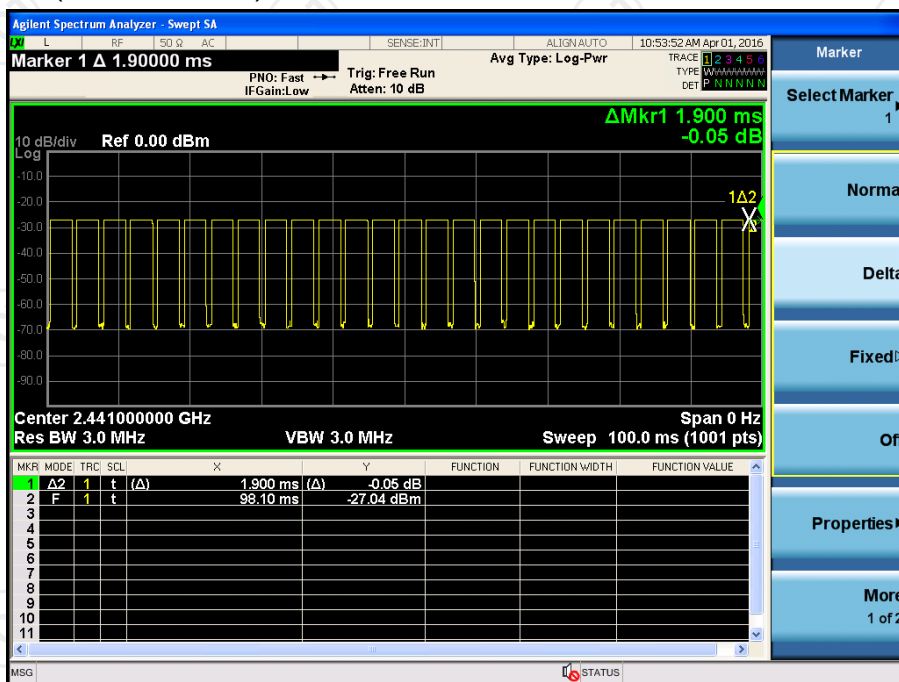 Agilent Spectrum Analyzer - Swept SA
LXI L RF 50 Ω AC SENSE:INT ALIGN AUTO 10:53:52 AM Apr 01, 2016
Marker 1 Δ 1.90000 ms
PNO: Fast
IFGain:Low
Trig: Free Run
Atten: 10 dB
Avg Type: Log-Pwr
TRACE 1 2 3 4 5 6
TYPE WWWWWW
DET P N N N N N
ΔMkr1 1.900 ms
-0.05 dB
10 dB/div Ref 0.00 dBm
Log
-10.0
-20.0
-30.0
-40.0
-50.0
-60.0
-70.0
-80.0
-90.0
1Δ2
Center 2.441000000 GHz Span 0 Hz
Res BW 3.0 MHz VBW 3.0 MHz Sweep 100.0 ms (1001 pts)
MKR MODE TRC SCL X Y FUNCTION FUNCTION WIDTH FUNCTION VALUE
1 Δ2 1 t (Δ) 1.900 ms (Δ) -0.05 dB
2 F 1 t 98.10 ms -27.04 dBm
3
4
5
6
7
8
9
10
11
MSG STATUS
Marker
Select Marker
1
Norma
Delta
Fixed
Of
Properties
More
1 of 2